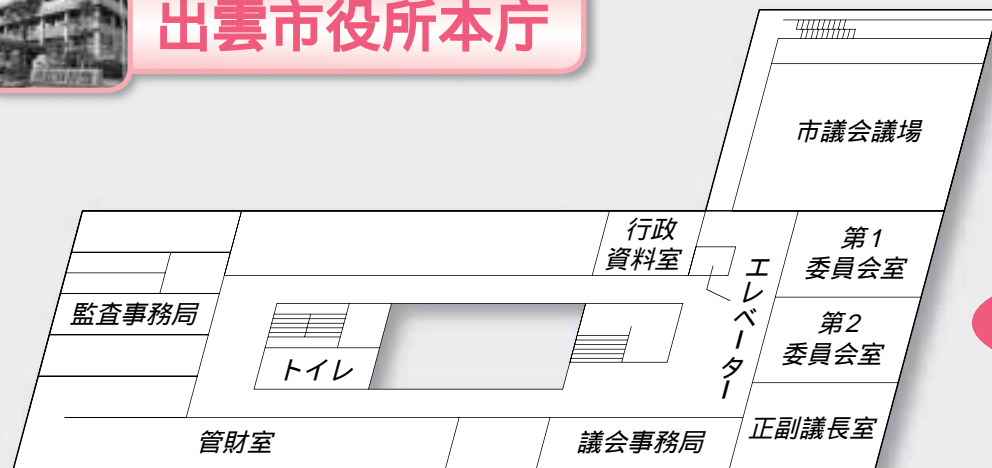 出雲市役所本庁
市議会議場
行政
資料室
エレベーター
第1
委員会室
監査事務局
第2
委員会室
トイレ
正副議長室
管財室
議会事務局